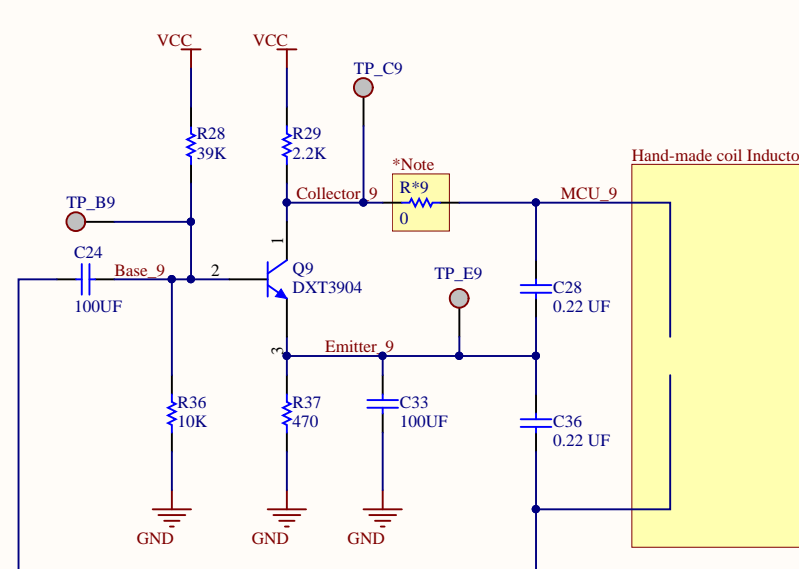 VCC
VCC
TP_C9
R28
39K
R29
2.2K
*Note
Hand-made coil Inducto
R*9
0
Collector_9
MCU_9
TP_B9
1
C24
100UF
Base_9
2
Q9
DXT3904
TP_E9
C28
0.22 UF
3
Emitter_9
R36
10K
R37
470
C33
100UF
C36
0.22 UF
GND
GND
GND